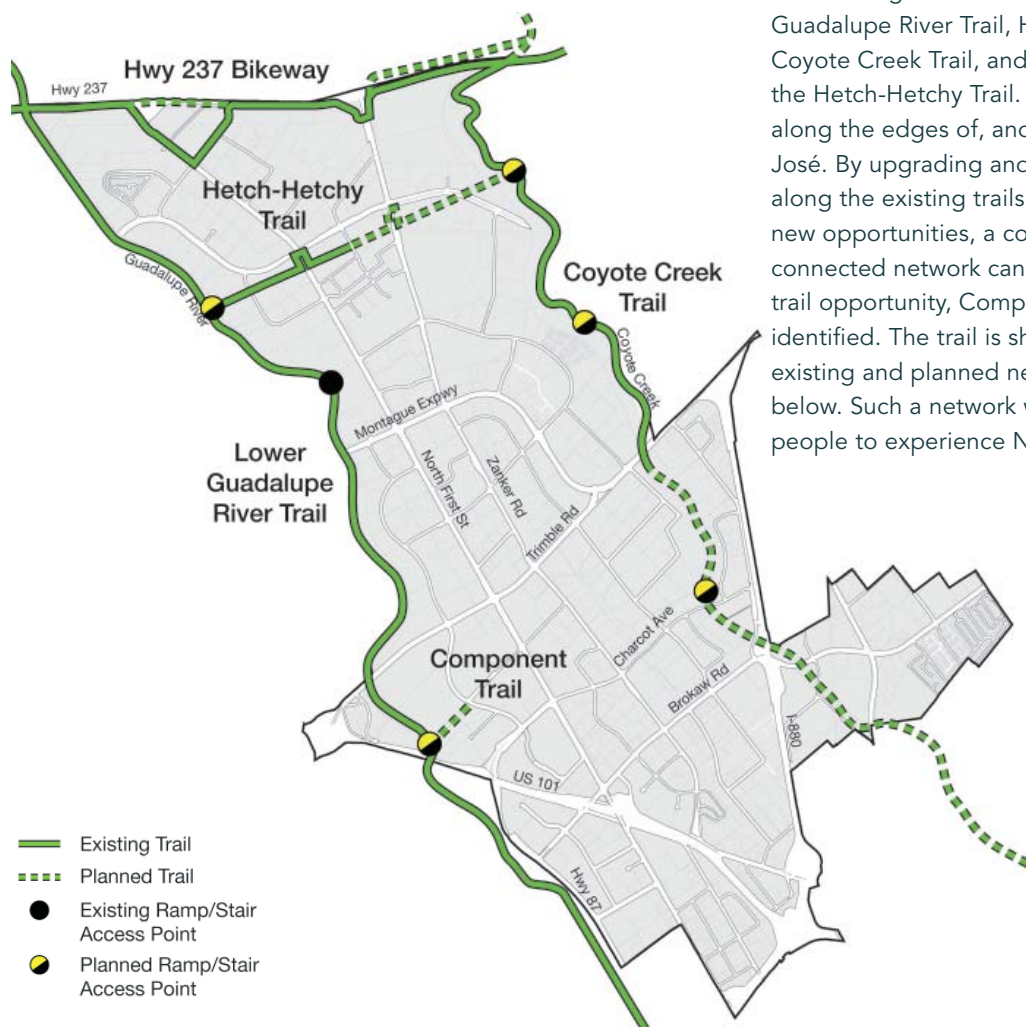 Guadalupe River Trail, H
Coyote Creek Trail, and
the Hetch-Hetchy Trail.
along the edges of, and
José. By upgrading and
along the existing trails
new opportunities, a co
connected network can
trail opportunity, Comp
identified. The trail is sh
existing and planned ne
below. Such a network w
people to experience N
Hwy 237 Bikeway
Hwy 237
Hetch-Hetchy
Trail
Guadalupe River
Coyote Creek
Trail
Coyote Creek
Montague Expwy
Lower
Guadalupe
River Trail
North First St
Zanker Rd
Trimble Rd
Charcot Ave
Component
Trail
Brokaw Rd
I-880
US 101
Hwy 87
Existing Trail
Planned Trail
Existing Ramp/Stair
Access Point
Planned Ramp/Stair
Access Point